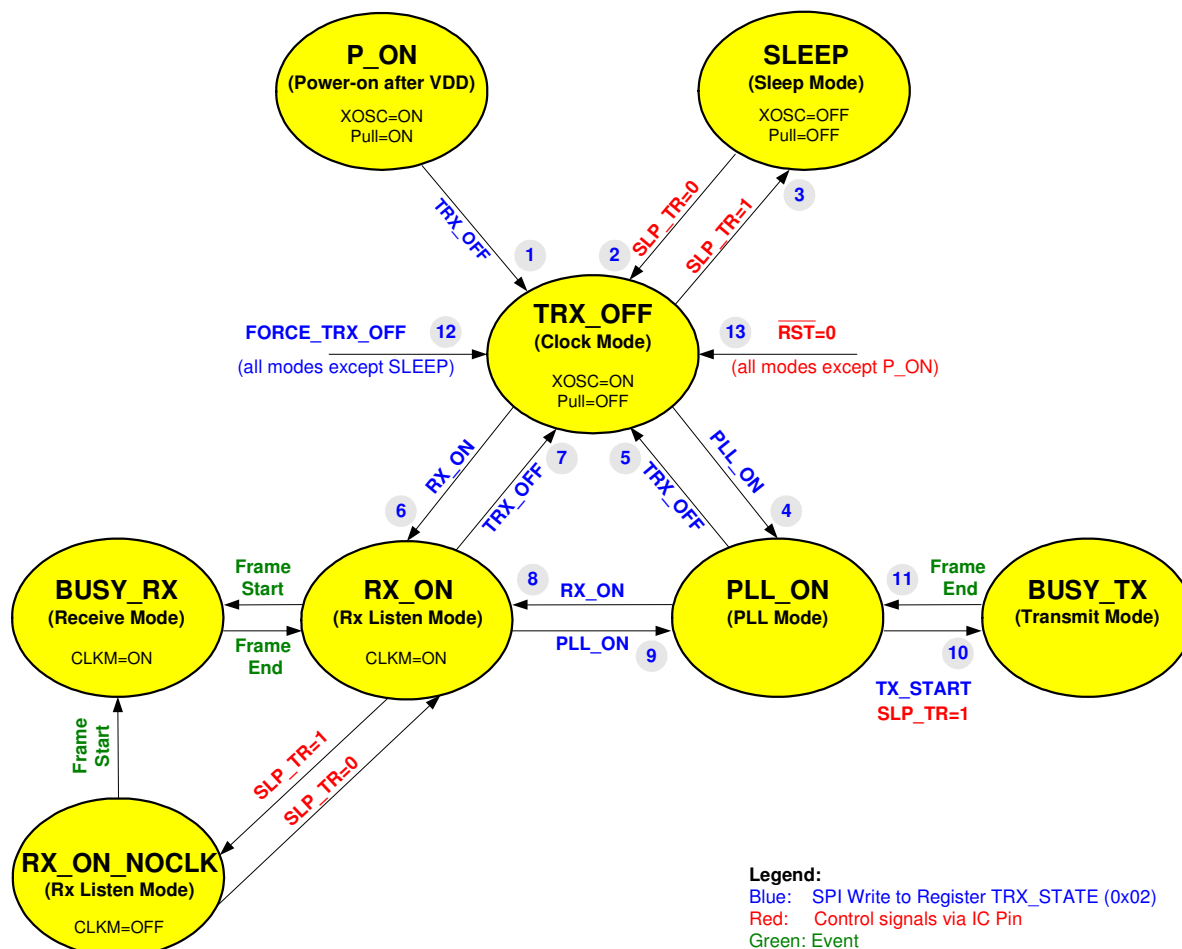 P_ON
(Power-on after VDD)
XOSC=ON
Pull=ON
SLEEP
(Sleep Mode)
XOSC=OFF
Pull=OFF
TRX_OFF
1
2
SLP_TR=0
SLP_TR=1
3
TRX_OFF
(Clock Mode)
XOSC=ON
Pull=OFF
FORCE_TRX_OFF
12
(all modes except SLEEP)
13
RST=0
(all modes except P_ON)
RX_ON
6
7
TRX_OFF
5
TRX_OFF
PLL_ON
4
BUSY_RX
(Receive Mode)
CLKM=ON
Frame
Start
Frame
End
RX_ON
(Rx Listen Mode)
CLKM=ON
8
RX_ON
PLL_ON
9
PLL_ON
(PLL Mode)
11
Frame
End
10
TX_START
SLP_TR=1
BUSY_TX
(Transmit Mode)
Frame
Start
SLP_TR=1
SLP_TR=0
RX_ON_NOCLK
(Rx Listen Mode)
CLKM=OFF
Legend:
Blue: SPI Write to Register TRX_STATE (0x02)
Red: Control signals via IC Pin
Green: Event